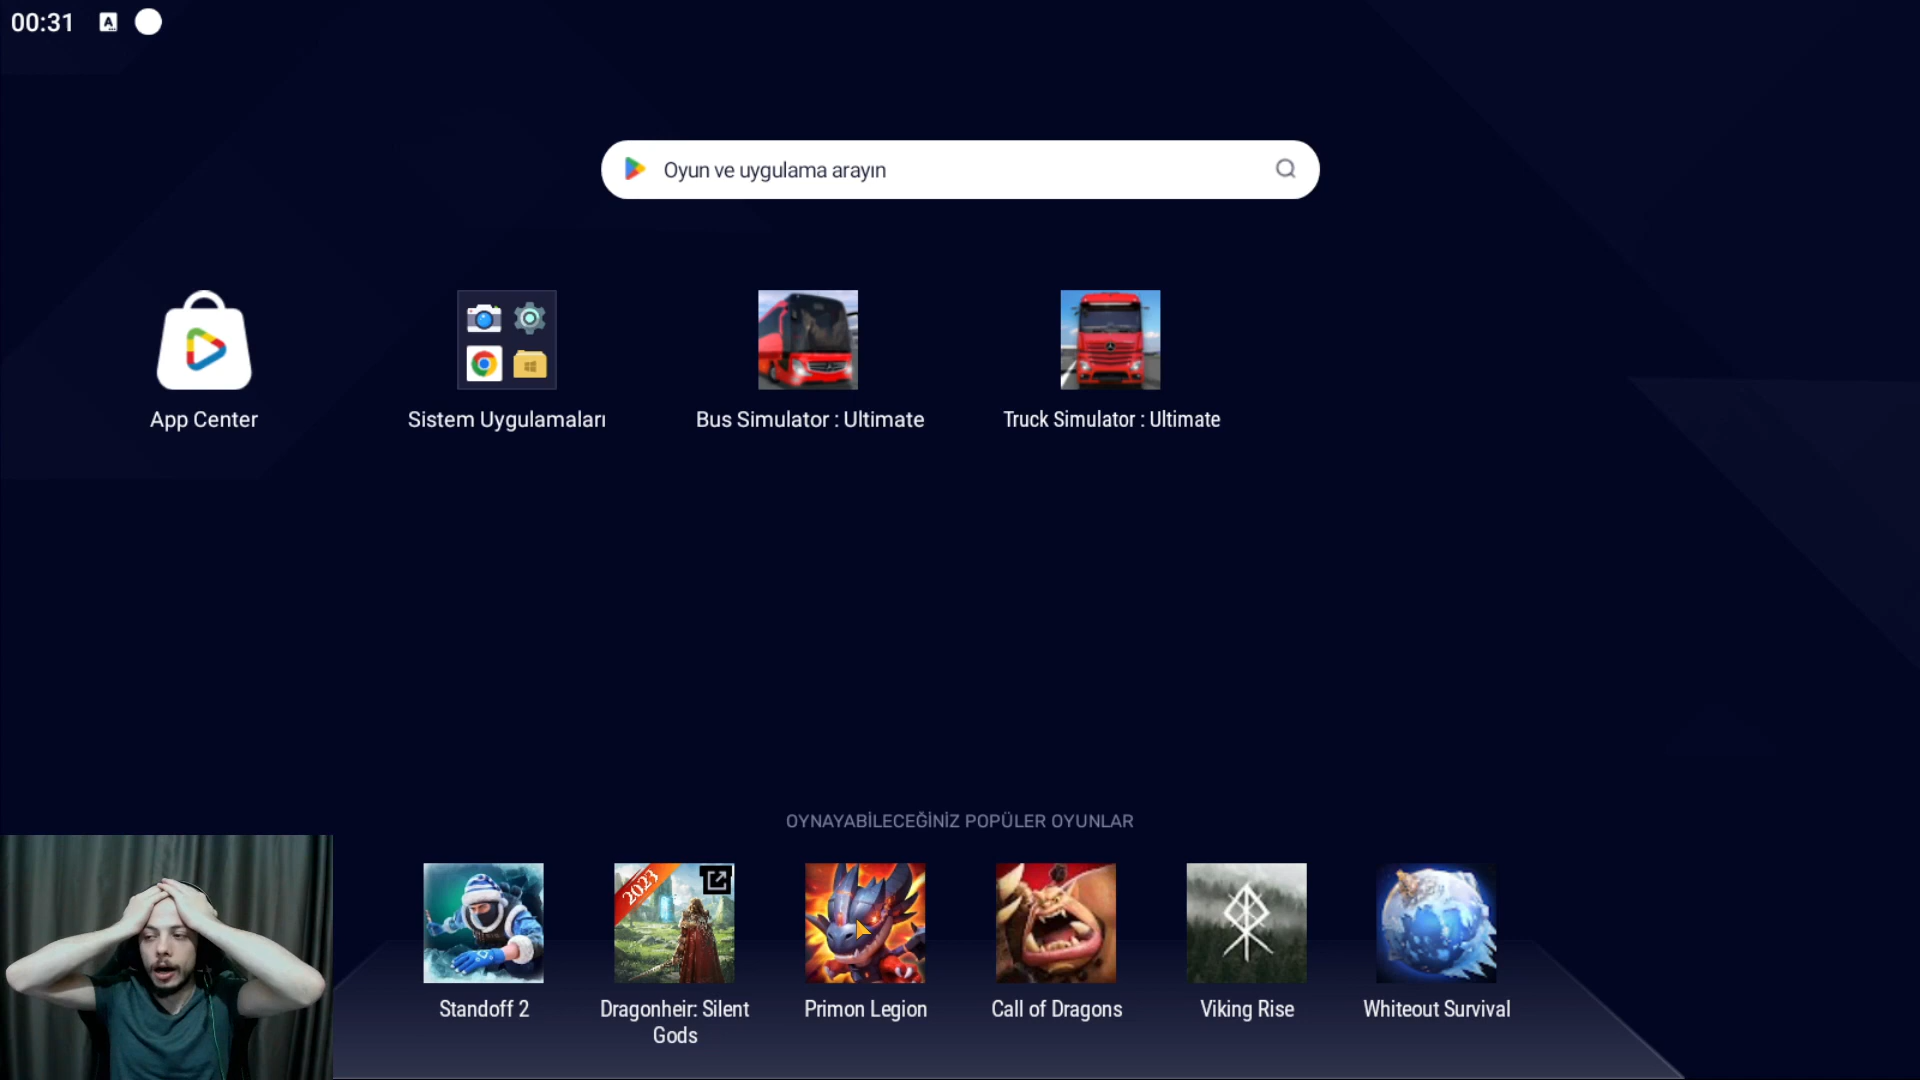 00:31
A
Oyun ve uygulama arayın
App Center
Sistem Uygulamaları
Bus Simulator : Ultimate
Truck Simulator : Ultimate
OYNAYABİLECEĞİNİZ POPÜLER OYUNLAR
2023
Standoff 2
Dragonheir: Silent
Gods
Primon Legion
Call of Dragons
Viking Rise
Whiteout Survival